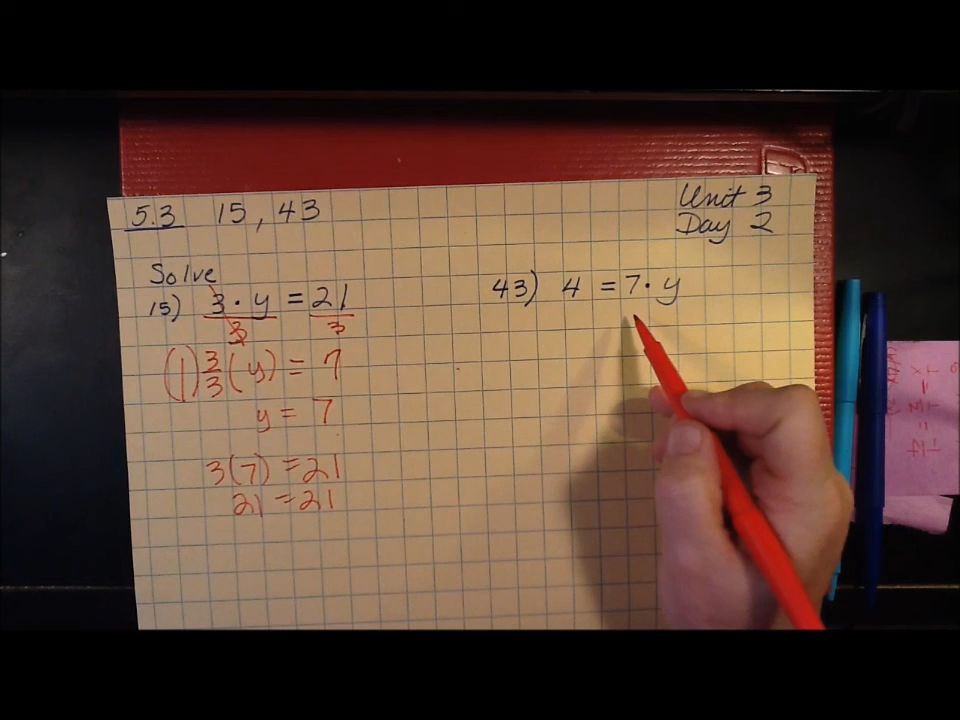 5.3 15, 43
Unit 3
Day 2
Solve
15) 3 · y = 21
3 3
(1) 3/3 (y) = 7
y = 7
3(7) = 21
21 = 21
43) 4 = 7 · y